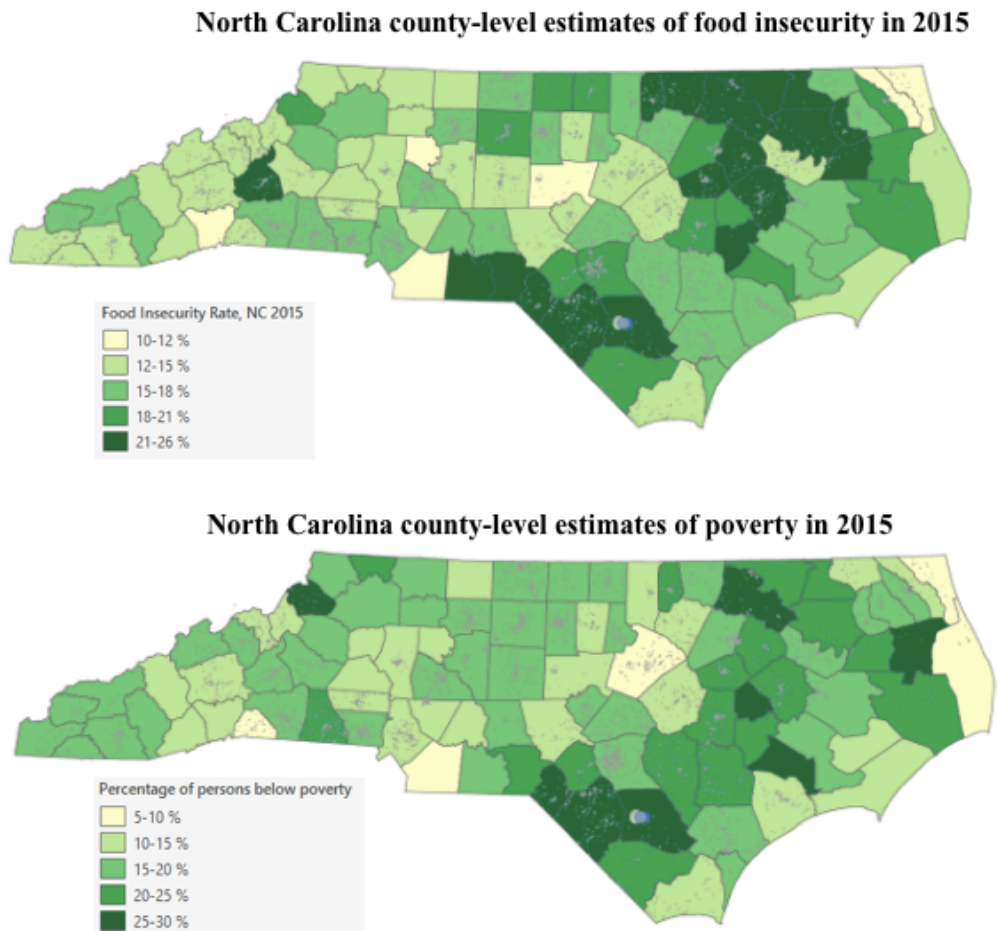 North Carolina county-level estimates of food insecurity in 2015
Food Insecurity Rate, NC 2015
10-12 %
12-15 %
15-18 %
18-21 %
21-26 %
North Carolina county-level estimates of poverty in 2015
Percentage of persons below poverty
5-10 %
10-15 %
15-20 %
20-25 %
25-30 %